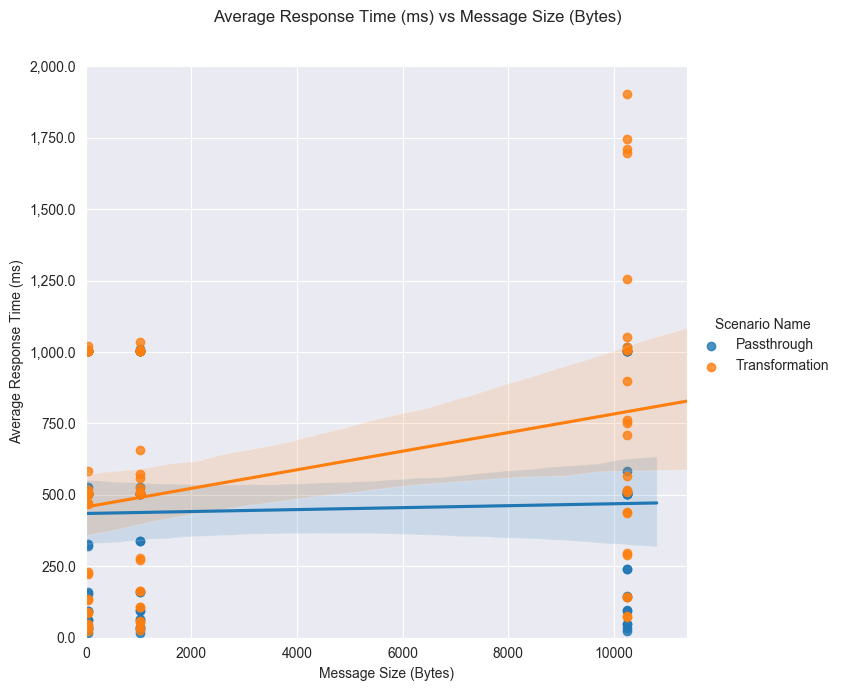 Average Response Time (ms) vs Message Size (Bytes)
2,000.0
1,750.0
1,500.0
1,250.0
1,000.0
750.0
500.0
250.0
0.0
Average Response Time (ms)
0 2000 4000 6000 8000 10000
Message Size (Bytes)
Scenario Name
Passthrough
Transformation